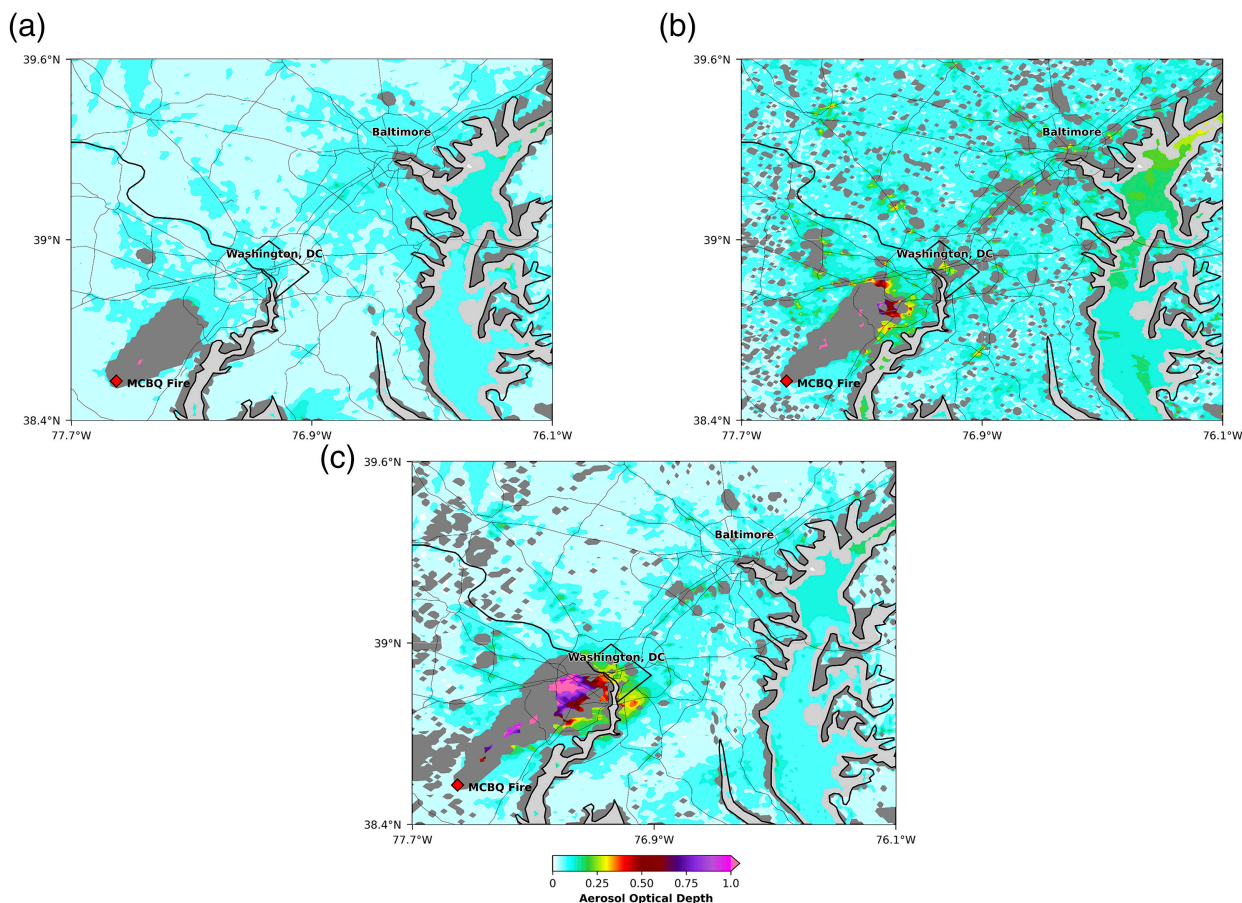 (a)
(b)
39.6°N
39°N
38.4°N
77.7°W
76.9°W
76.1°W
Baltimore
Washington, DC
MCBQ Fire
39.6°N
39°N
38.4°N
77.7°W
76.9°W
76.1°W
Baltimore
Washington, DC
MCBQ Fire
(c)
39.6°N
39°N
38.4°N
77.7°W
76.9°W
76.1°W
Baltimore
Washington, DC
MCBQ Fire
0 0.25 0.50 0.75 1.0
Aerosol Optical Depth